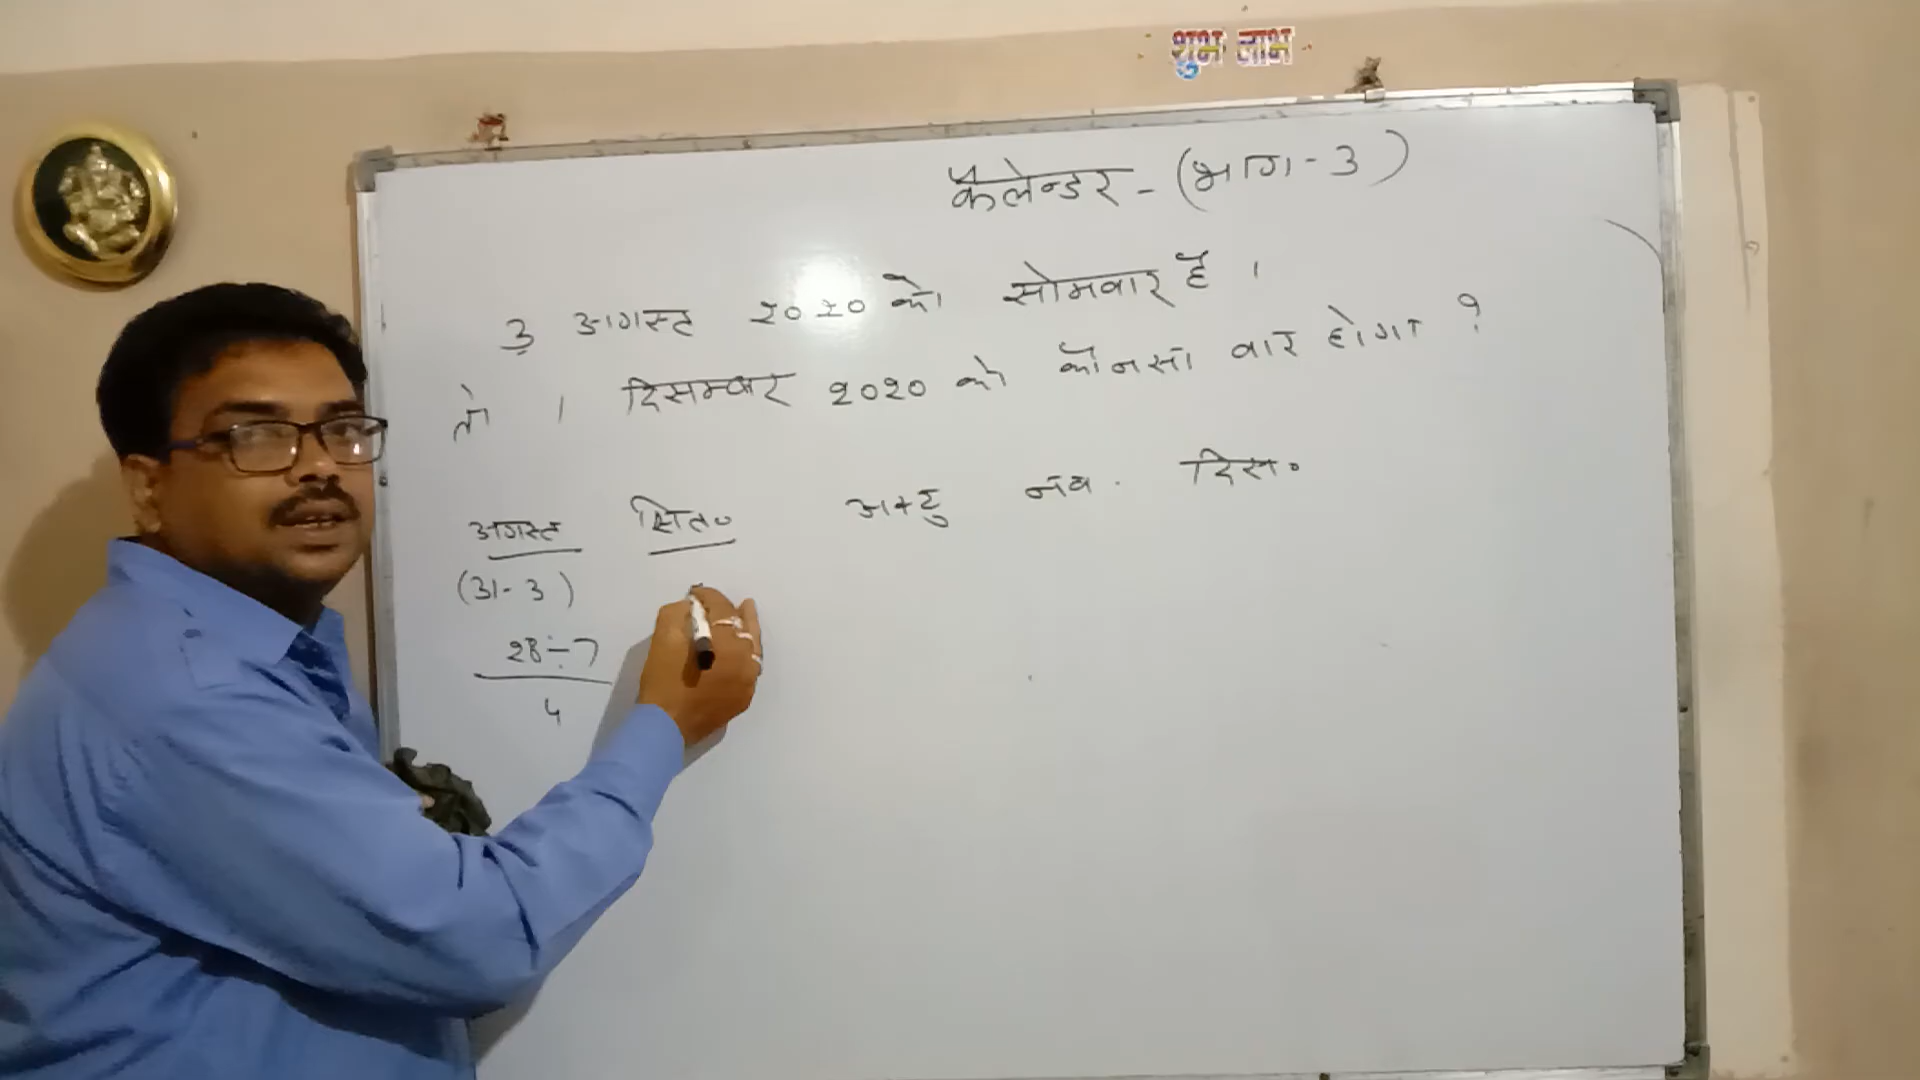 शुभ लाभ
कैलेन्डर - (भाग - 3)
3 अगस्त 2020 को सोमवार है ।
तो 1 दिसम्बर 2020 को कौनसा वार होगा ?
अगस्त सित० अक्टु नव. दिस०
(31 - 3)
28 ÷ 7
4